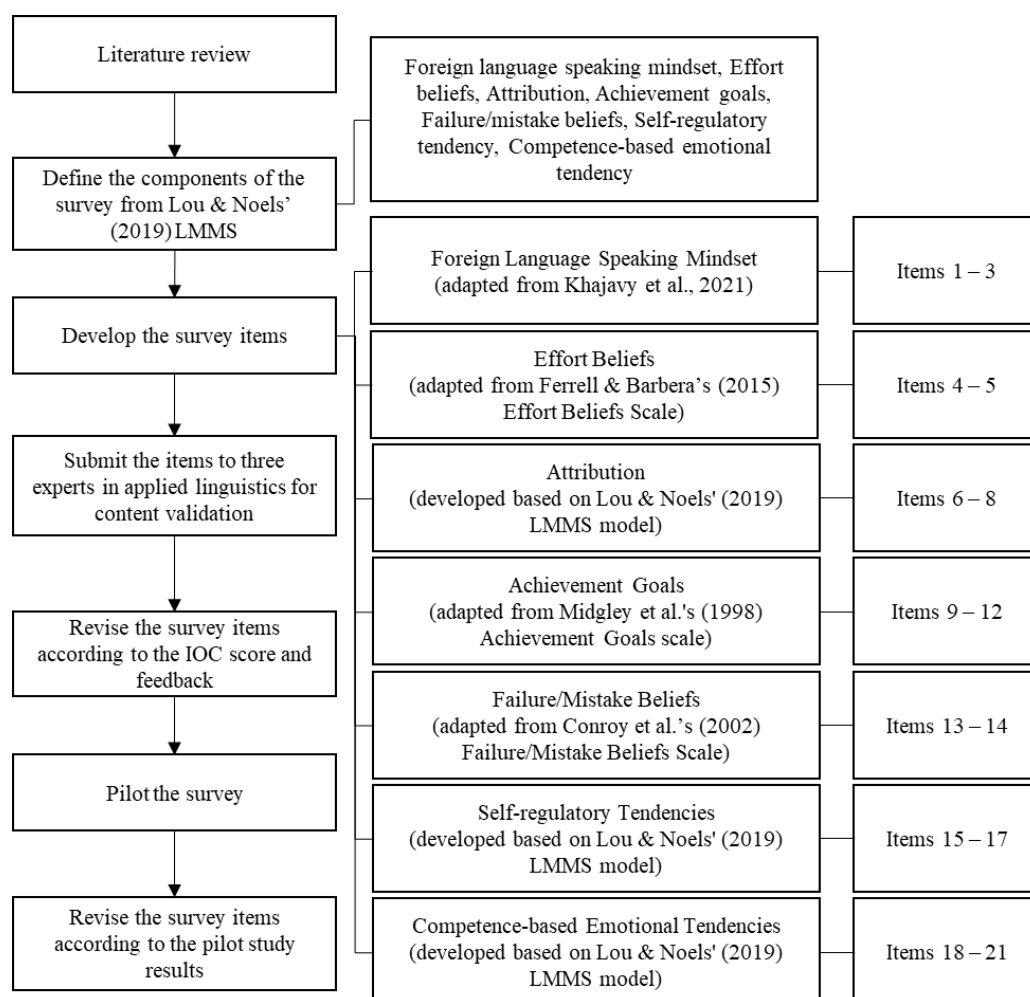 Literature review
Define the components of the
survey from Lou & Noels’
(2019) LMMS
Develop the survey items
Submit the items to three
experts in applied linguistics for
content validation
Revise the survey items
according to the IOC score and
feedback
Pilot the survey
Revise the survey items
according to the pilot study
results
Foreign language speaking mindset, Effort
beliefs, Attribution, Achievement goals,
Failure/mistake beliefs, Self-regulatory
tendency, Competence-based emotional
tendency
Foreign Language Speaking Mindset
(adapted from Khajavy et al., 2021)
Items 1 – 3
Effort Beliefs
(adapted from Ferrell & Barbera’s (2015)
Effort Beliefs Scale)
Items 4 – 5
Attribution
(developed based on Lou & Noels' (2019)
LMMS model)
Items 6 – 8
Achievement Goals
(adapted from Midgley et al.'s (1998)
Achievement Goals scale)
Items 9 – 12
Failure/Mistake Beliefs
(adapted from Conroy et al.’s (2002)
Failure/Mistake Beliefs Scale)
Items 13 – 14
Self-regulatory Tendencies
(developed based on Lou & Noels' (2019)
LMMS model)
Items 15 – 17
Competence-based Emotional Tendencies
(developed based on Lou & Noels' (2019)
LMMS model)
Items 18 – 21